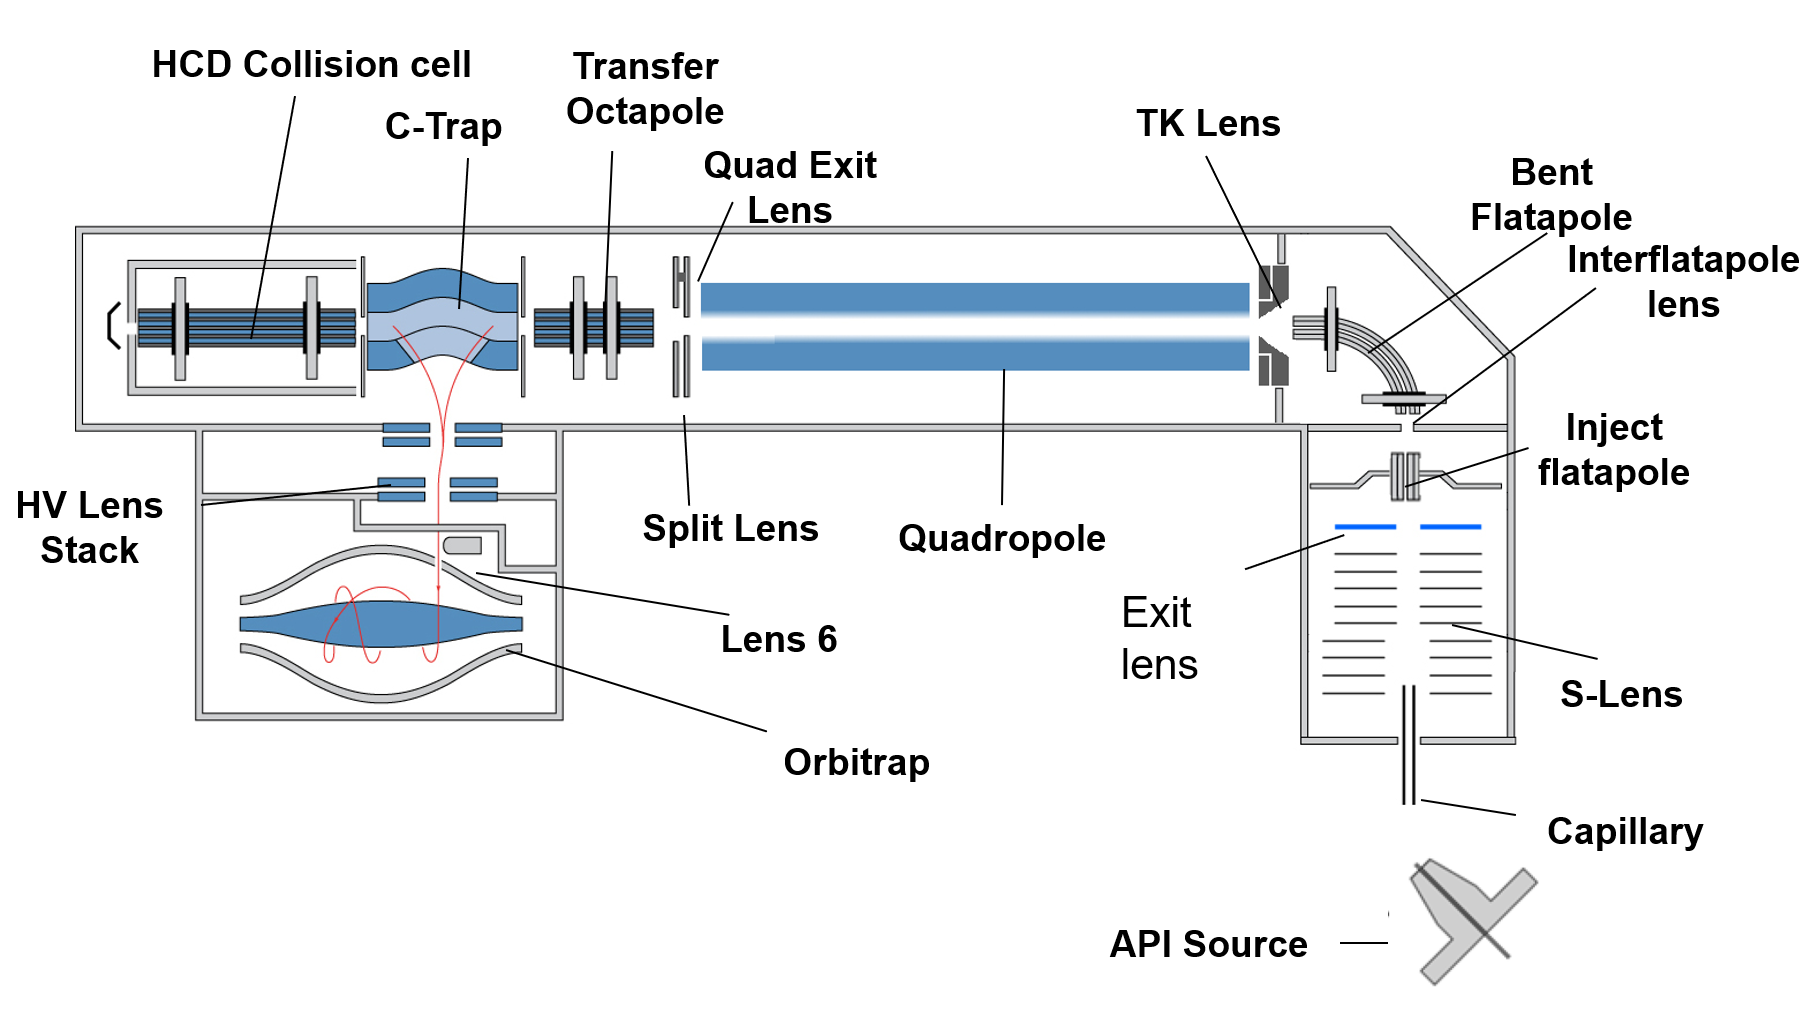 HCD Collision cell
C-Trap
Transfer
Octapole
Quad Exit
Lens
TK Lens
Bent
Flatapole
Interflatapole
lens
Inject
flatapole
HV Lens
Stack
Split Lens
Quadropole
Exit
lens
Lens 6
S-Lens
Orbitrap
Capillary
API Source